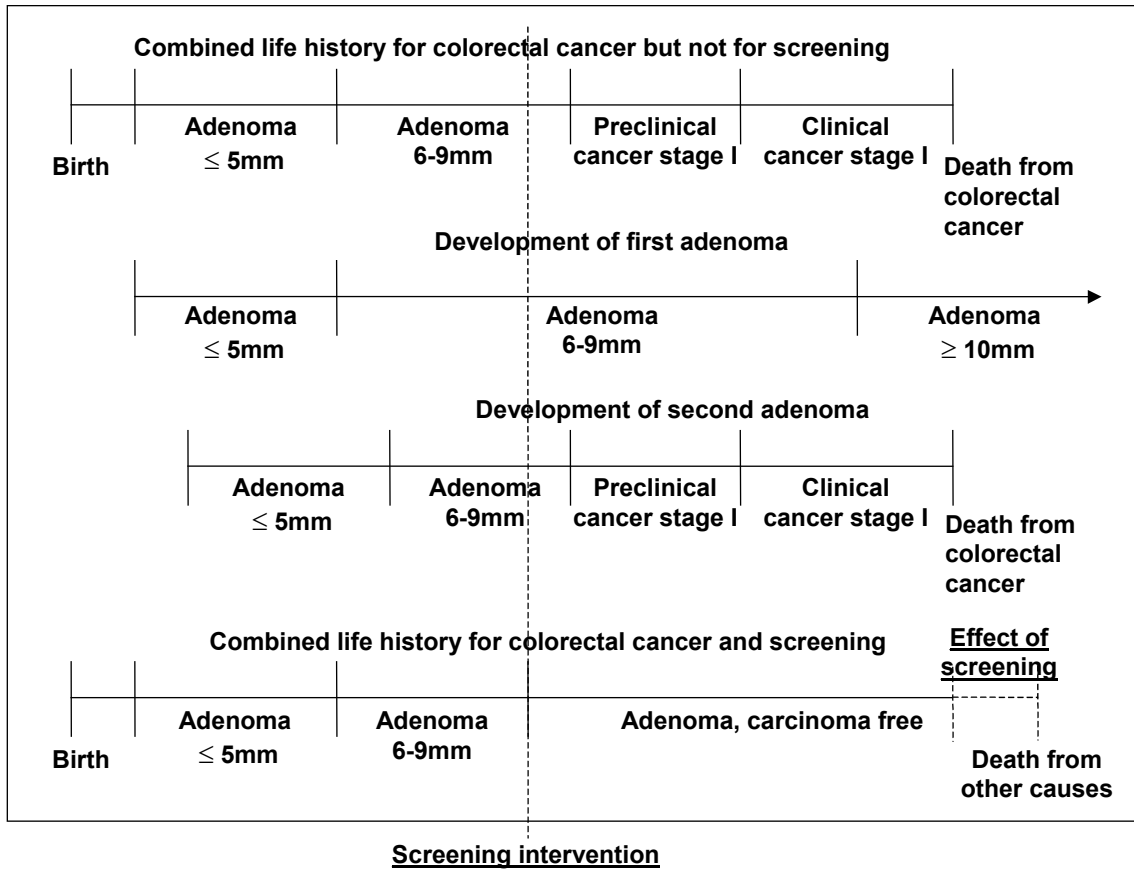 Combined life history for colorectal cancer but not for screening
Birth
Adenoma
≤ 5mm
Adenoma
6-9mm
Preclinical
cancer stage I
Clinical
cancer stage I
Death from
colorectal
cancer
Development of first adenoma
Adenoma
≤ 5mm
Adenoma
6-9mm
Adenoma
≥ 10mm
Development of second adenoma
Adenoma
≤ 5mm
Adenoma
6-9mm
Preclinical
cancer stage I
Clinical
cancer stage I
Death from
colorectal
cancer
Combined life history for colorectal cancer and screening
Effect of
screening
Birth
Adenoma
≤ 5mm
Adenoma
6-9mm
Adenoma, carcinoma free
Death from
other causes
Screening intervention